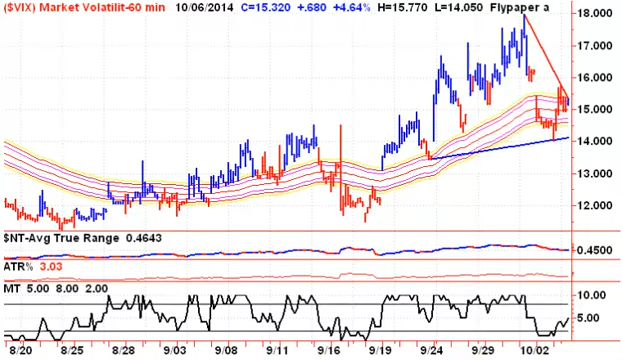 ($VIX) Market Volatilit-60 min 10/06/2014 C=15.320 +.680 +4.64% H=15.770 L=14.050 Flypaper a
18.000
17.000
16.000
15.000
14.000
13.000
12.000
$NT-Avg True Range 0.4643
0.4500
ATR% 3.03
MT 5.00 8.00 2.00
10.00
5.00
8/20 8/25 8/28 9/03 9/08 9/11 9/16 9/19 9/24 9/29 10/02